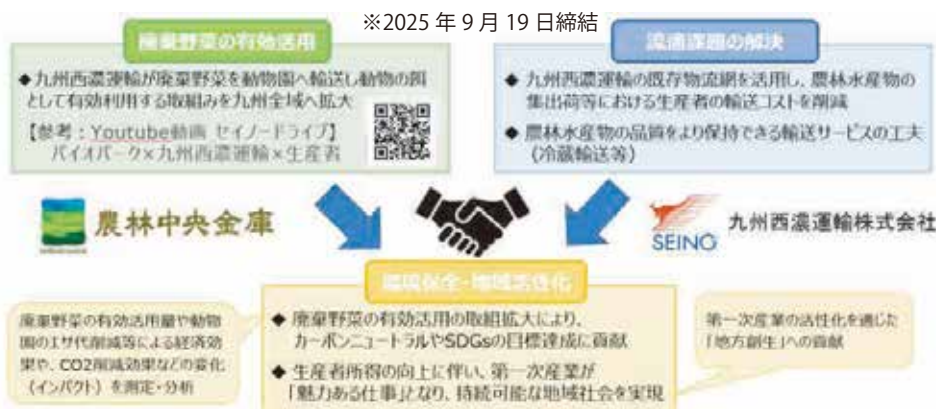 ※2025 年 9 月 19 日締結
廃棄野菜の有効活用
◆ 九州西濃運輸が廃棄野菜を動物園へ輸送し動物の餌
として有効利用する取組みを九州全域へ拡大
【参考：Youtube動画 セイノードライブ】
バイオパーク×九州西濃運輸×生産者
流通課題の解決
◆ 九州西濃運輸の既存物流網を活用し、農林水産物の
集出荷等における生産者の輸送コストを削減
◆ 農林水産物の品質をより保持できる輸送サービスの工夫
（冷蔵輸送等）
農林中央金庫
SEINO
九州西濃運輸株式会社
環境保全・地域活性化
廃棄野菜の有効活用量や動物
園のエサ代削減等による経済効
果や、CO2削減効果などの変化
（インパクト）を測定・分析
◆ 廃棄野菜の有効活用の取組拡大により、
カーボンニュートラルやSDGsの目標達成に貢献
◆ 生産者所得の向上に伴い、第一次産業が
「魅力ある仕事」となり、持続可能な地域社会を実現
第一次産業の活性化を通じた
「地方創生」への貢献